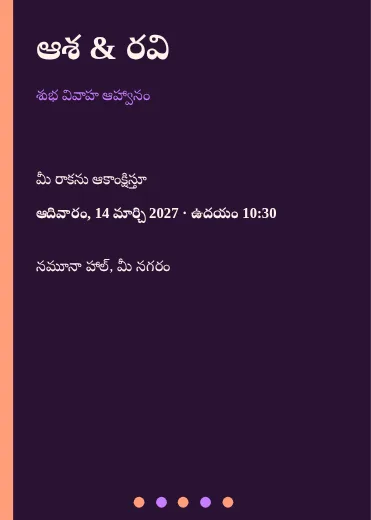 ఆశ & రవి
శుభ వివాహ ఆహ్వానం
మీ రాకను ఆకాంక్షిస్తూ
ఆదివారం, 14 మార్చి 2027 · ఉదయం 10:30
నమూనా హాల్, మీ నగరం